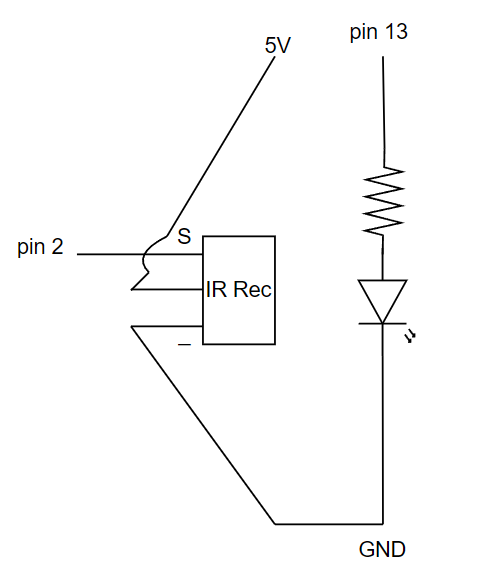 pin 13
5V
S
pin 2
IR Rec
_
GND